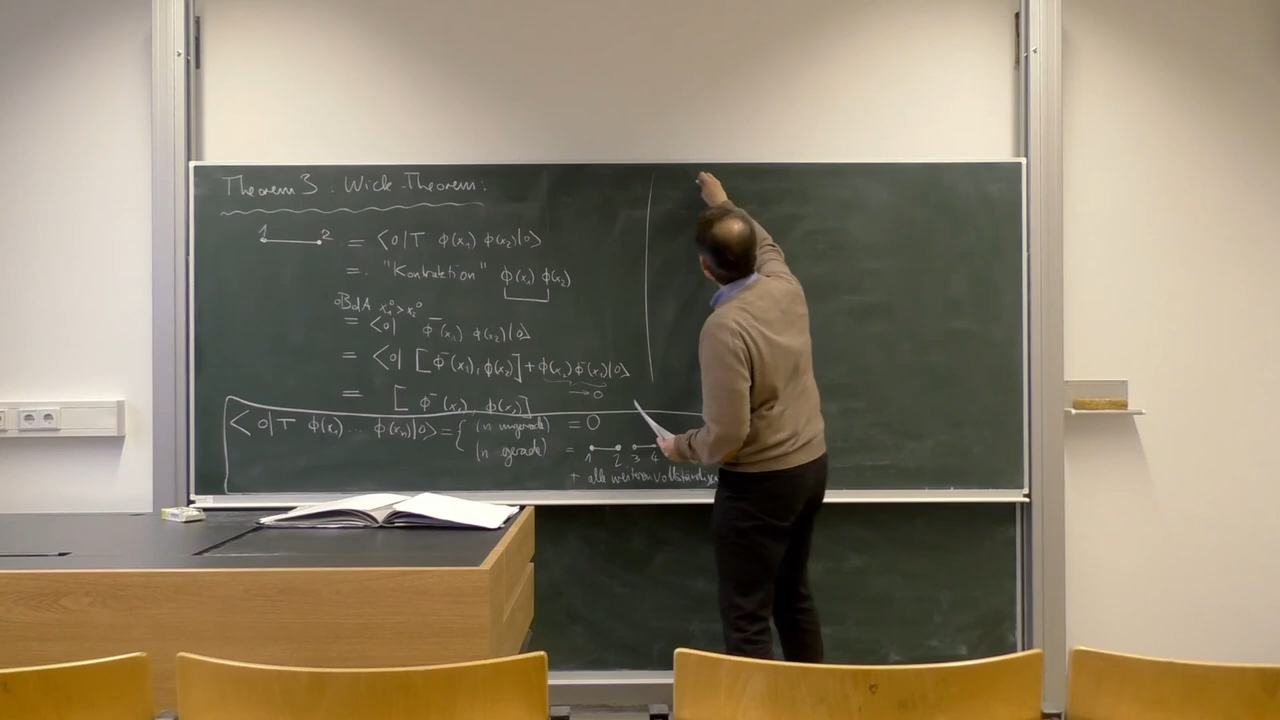 Theorem 3. Wick-Theorem:
1 2 = <0|T ϕ(x₁) ϕ(x₂)|0>
=. "Kontraktion" ϕ(x₁) ϕ(x₂)
oBdA x₁⁰ > x₂⁰
= <0| ϕ⁻(x₁) ϕ(x₂)|0>
= <0| [ϕ⁻(x₁), ϕ(x₂)] + ϕ(x₂) ϕ⁻(x₁)|0>
→ 0
= [ϕ⁻(x₁), ϕ(x₂)]
<0|T ϕ(x₁) ... ϕ(xₙ)|0> = { (n ungerade) = 0
(n gerade) = 1 2 3 4
+ alle weiteren vollständigen